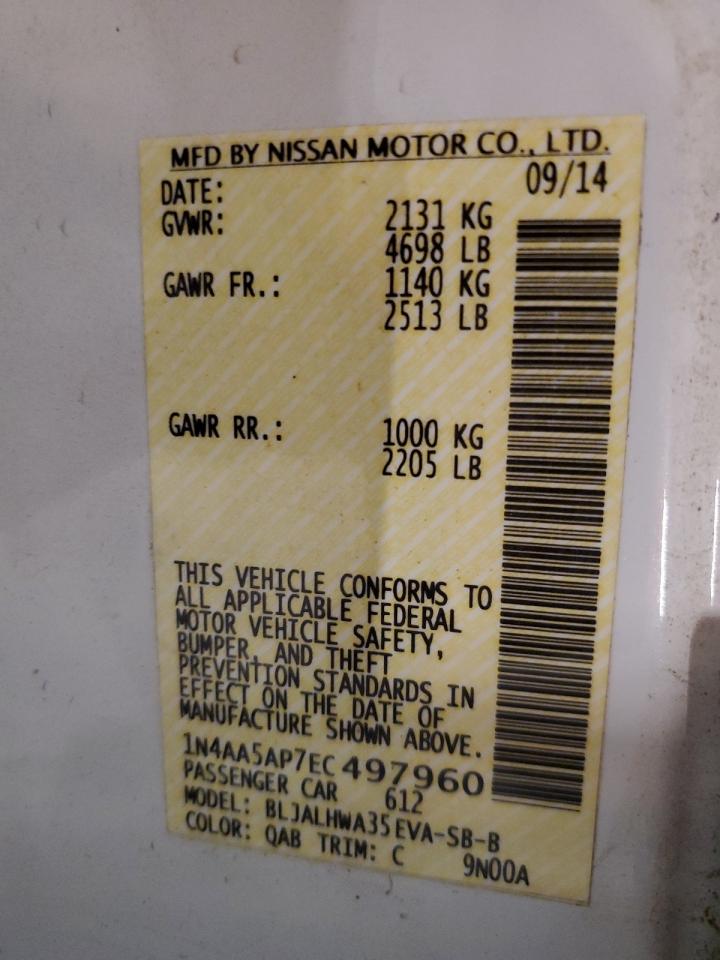 MFD BY NISSAN MOTOR CO., LTD.
DATE: 09/14
GVWR: 2131 KG
4698 LB
GAWR FR.: 1140 KG
2513 LB
GAWR RR.: 1000 KG
2205 LB
THIS VEHICLE CONFORMS TO
ALL APPLICABLE FEDERAL
MOTOR VEHICLE SAFETY,
BUMPER, AND THEFT
PREVENTION STANDARDS IN
EFFECT ON THE DATE OF
MANUFACTURE SHOWN ABOVE.
1N4AA5AP7EC497960
PASSENGER CAR 612
MODEL: BLJALHWA35EVA-SB-B
COLOR: QAB TRIM: C 9N00A